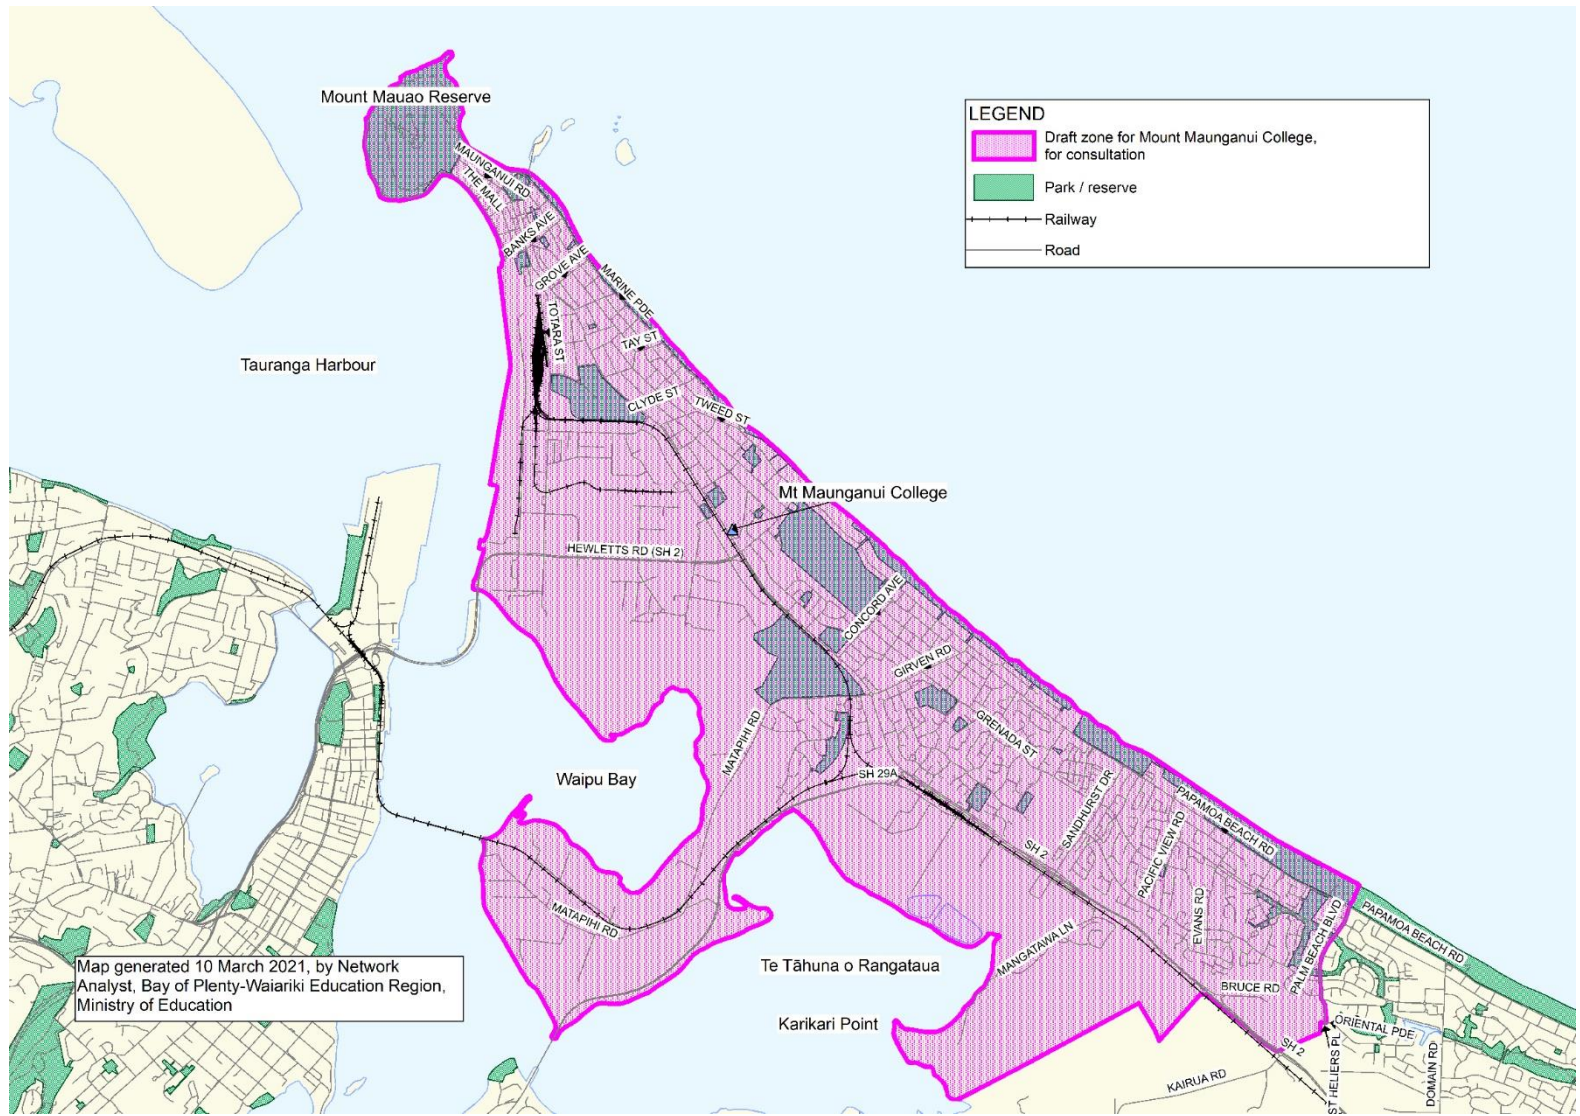 Mount Mauao Reserve
LEGEND
Draft zone for Mount Maunganui College,
for consultation
Park / reserve
Railway
Road
MAUNGANUI RD
THE MALL
BANKS AVE
GROVE AVE
MARINE PDE
TOTARA ST
TAY ST
Tauranga Harbour
CLYDE ST
TWEED ST
Mt Maunganui College
HEWLETTS RD (SH 2)
CONCORD AVE
GIRVEN RD
GRENADA ST
MATAPIHI RD
SH 29A
Waipu Bay
SANDHURST DR
PAPAMOA BEACH RD
PACIFIC VIEW RD
SH 2
EVANS RD
MATAPIHI RD
PALM BEACH BLVD
PAPAMOA BEACH RD
MANGATAWA LN
Te Tāhuna o Rangataua
BRUCE RD
Map generated 10 March 2021, by Network
Analyst, Bay of Plenty-Waiariki Education Region,
Ministry of Education
Karikari Point
ORIENTAL PDE
SH 2
KAIRUA RD
ST HELIERS PL
DOMAIN RD